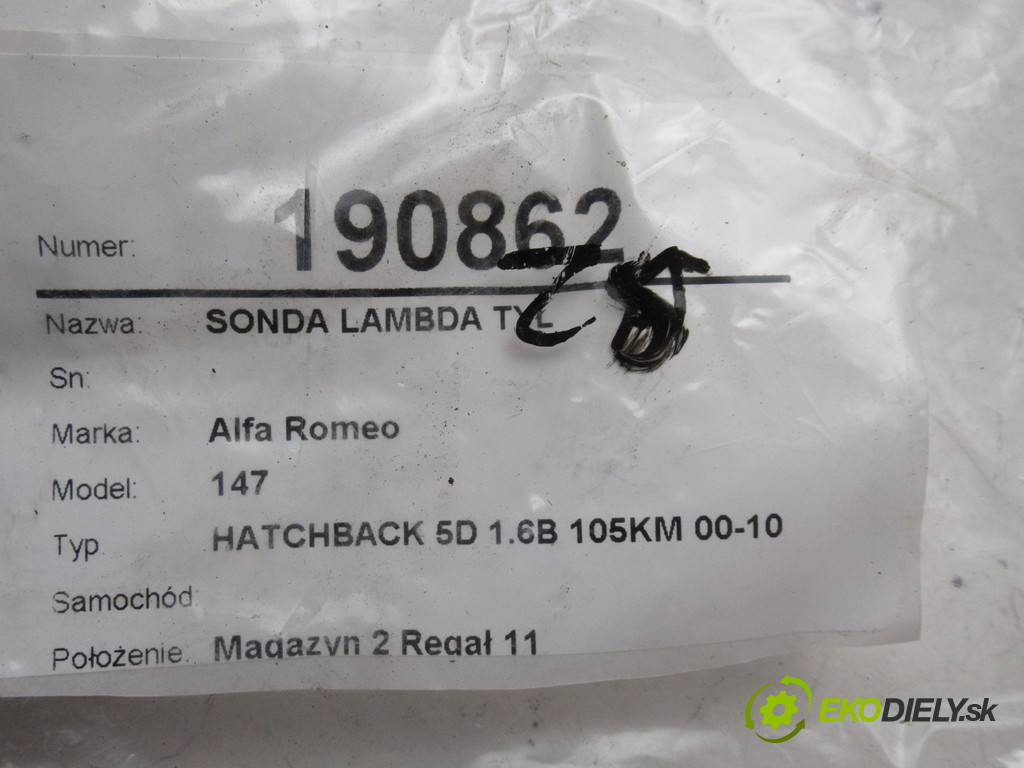 Numer: 190862
Nazwa: SONDA LAMBDA TYL
Sn:
Marka: Alfa Romeo
Model: 147
Typ HATCHBACK 5D 1.6B 105KM 00-10
Samochód:
Położenie: Magazyn 2 Regał 11
EKODIELY.sk